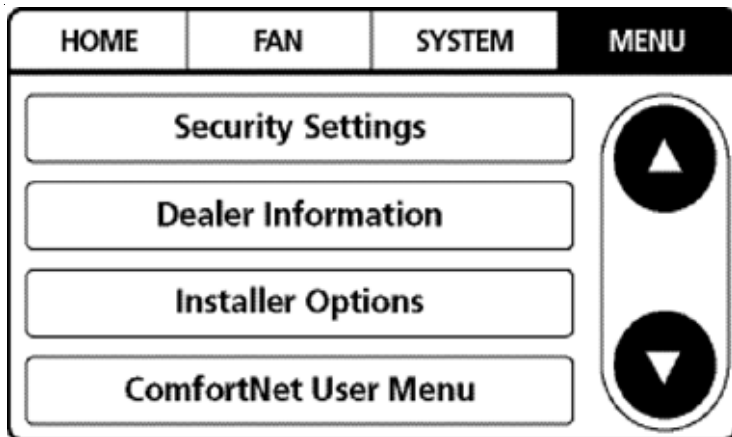 HOME FAN SYSTEM MENU
Security Settings
Dealer Information
Installer Options
ComfortNet User Menu